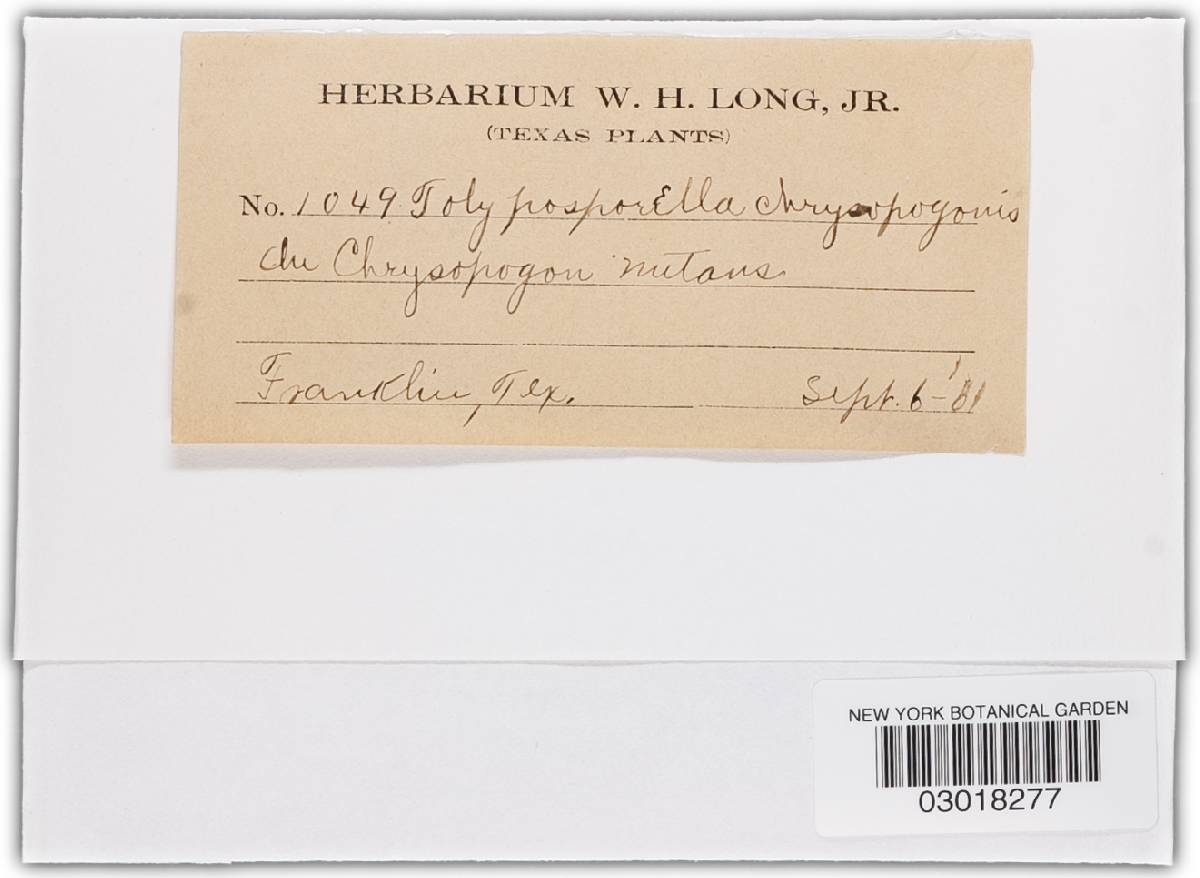 HERBARIUM W. H. LONG, JR.
(TEXAS PLANTS)
No. 1049 Tolyposporella chrysopogonis
On Chrysopogon nutans
Franklin, Tex. Sept. 6-
NEW YORK BOTANICAL GARDEN
03018277